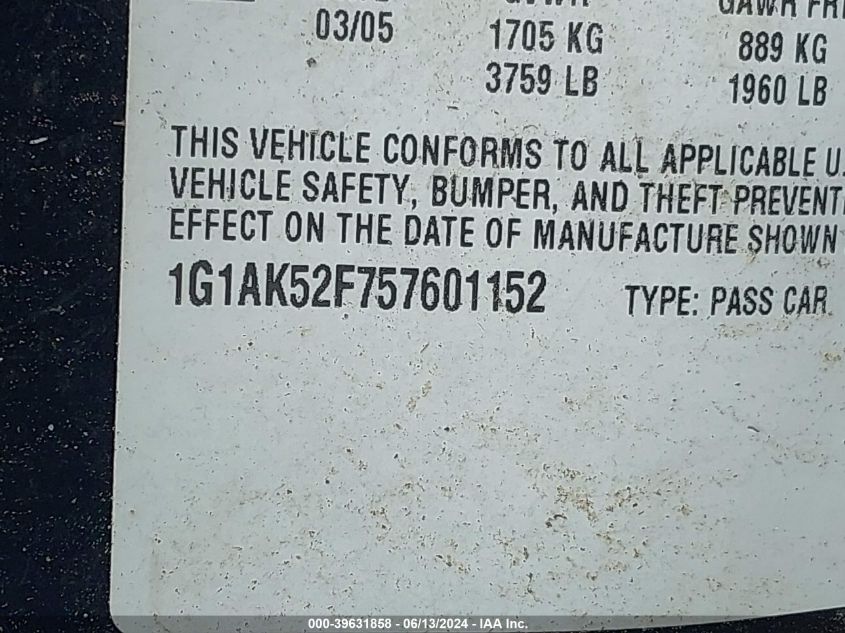 03/05 1705 KG 889 KG
3759 LB 1960 LB
THIS VEHICLE CONFORMS TO ALL APPLICABLE U.
VEHICLE SAFETY, BUMPER, AND THEFT PREVENTI
EFFECT ON THE DATE OF MANUFACTURE SHOWN
1G1AK52F757601152 TYPE: PASS CAR
000-39631858 - 06/13/2024 - IAA Inc.